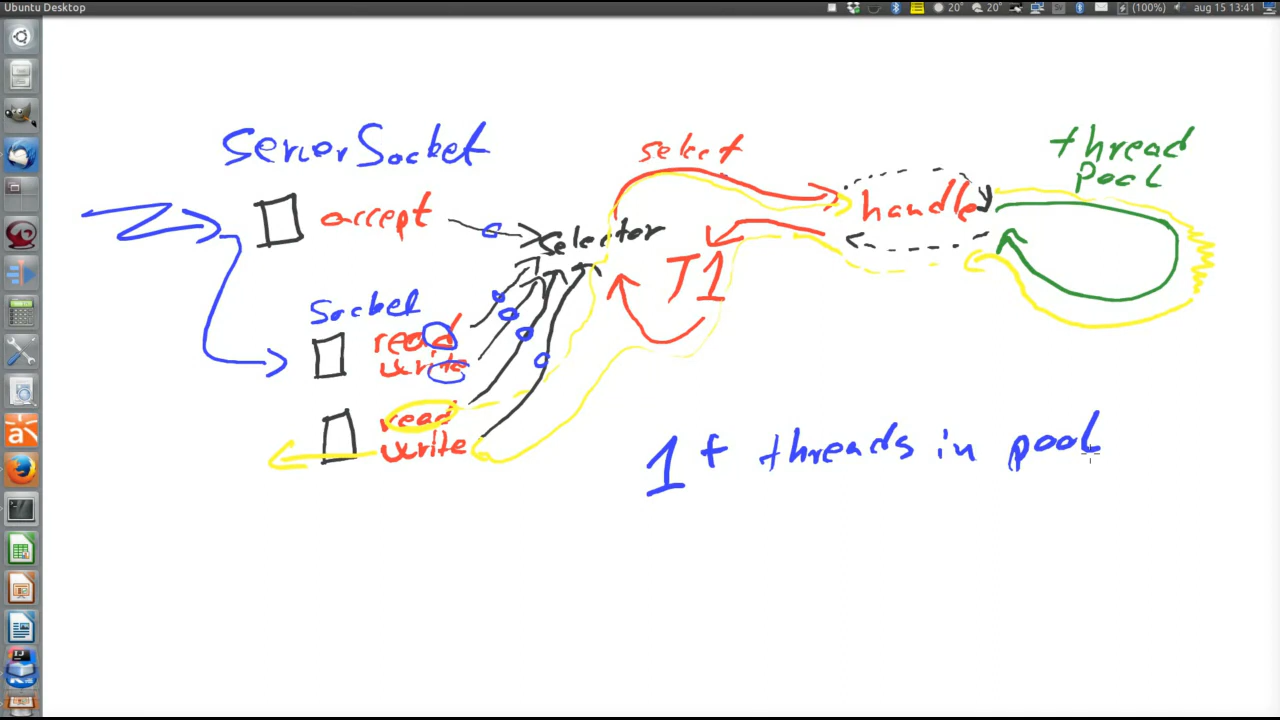 Ubuntu Desktop
20°
20°
(100%)
aug 15 13:41
ServerSocket
accept
select
Selector
handle
thread
Pool
T1
Socket
read
write
read
write
1 + threads in pool